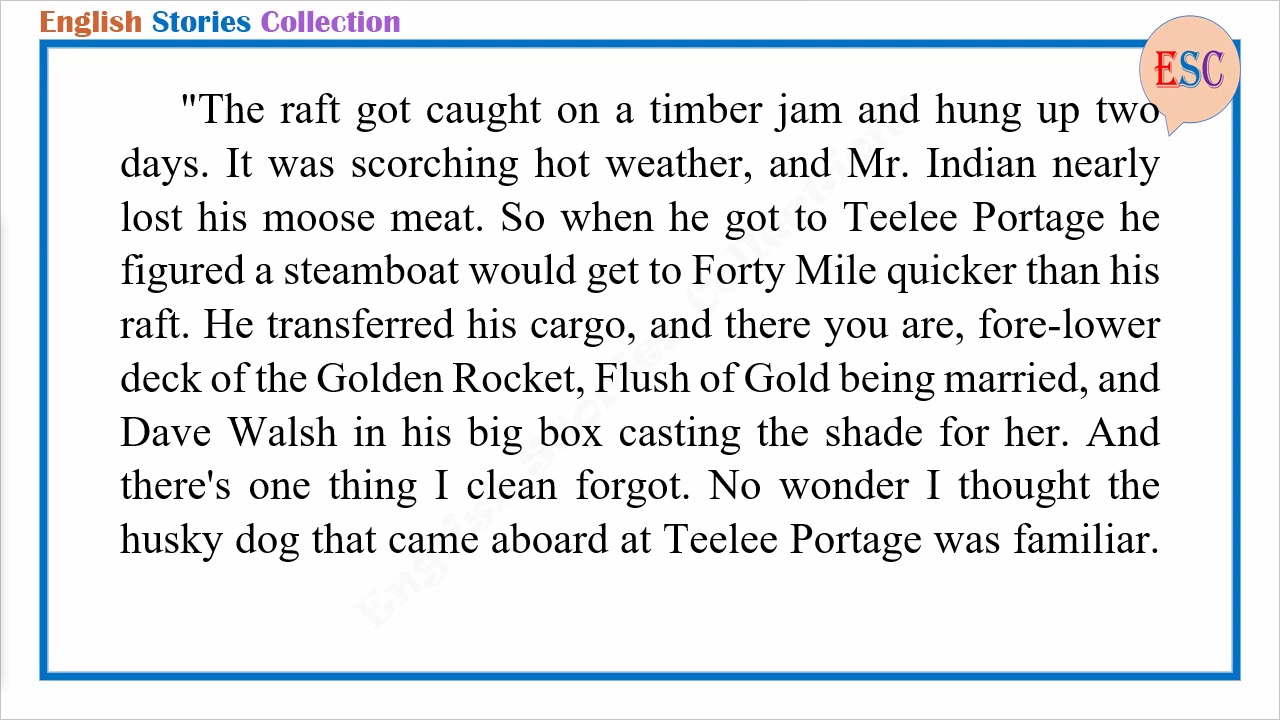 English Stories Collection
ESC
"The raft got caught on a timber jam and hung up two
days. It was scorching hot weather, and Mr. Indian nearly
lost his moose meat. So when he got to Teelee Portage he
figured a steamboat would get to Forty Mile quicker than his
raft. He transferred his cargo, and there you are, fore-lower
deck of the Golden Rocket, Flush of Gold being married, and
Dave Walsh in his big box casting the shade for her. And
there's one thing I clean forgot. No wonder I thought the
husky dog that came aboard at Teelee Portage was familiar.
English Stories Collection